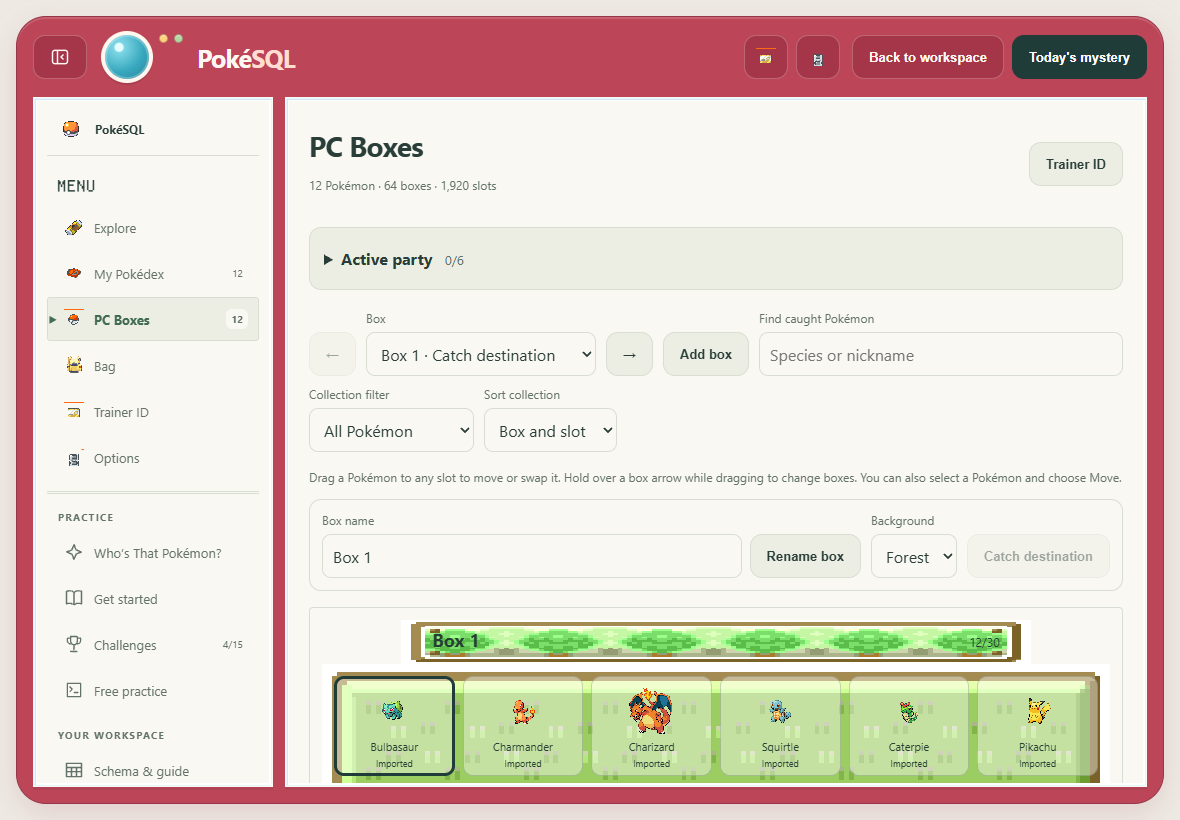 PokéSQL
Back to workspace
Today's mystery
PokéSQL
MENU
Explore
My Pokédex 12
PC Boxes 12
Bag
Trainer ID
Options
PRACTICE
Who's That Pokémon?
Get started
Challenges 4/15
Free practice
YOUR WORKSPACE
Schema & guide
PC Boxes
12 Pokémon · 64 boxes · 1,920 slots
Trainer ID
Active party 0/6
Box
Find caught Pokémon
← Box 1 · Catch destination → Add box Species or nickname
Collection filter Sort collection
All Pokémon Box and slot
Drag a Pokémon to any slot to move or swap it. Hold over a box arrow while dragging to change boxes. You can also select a Pokémon and choose Move.
Box name Background
Box 1 Rename box Forest Catch destination
Box 1 12/30
Bulbasaur
Imported
Charmander
Imported
Charizard
Imported
Squirtle
Imported
Caterpie
Imported
Pikachu
Imported